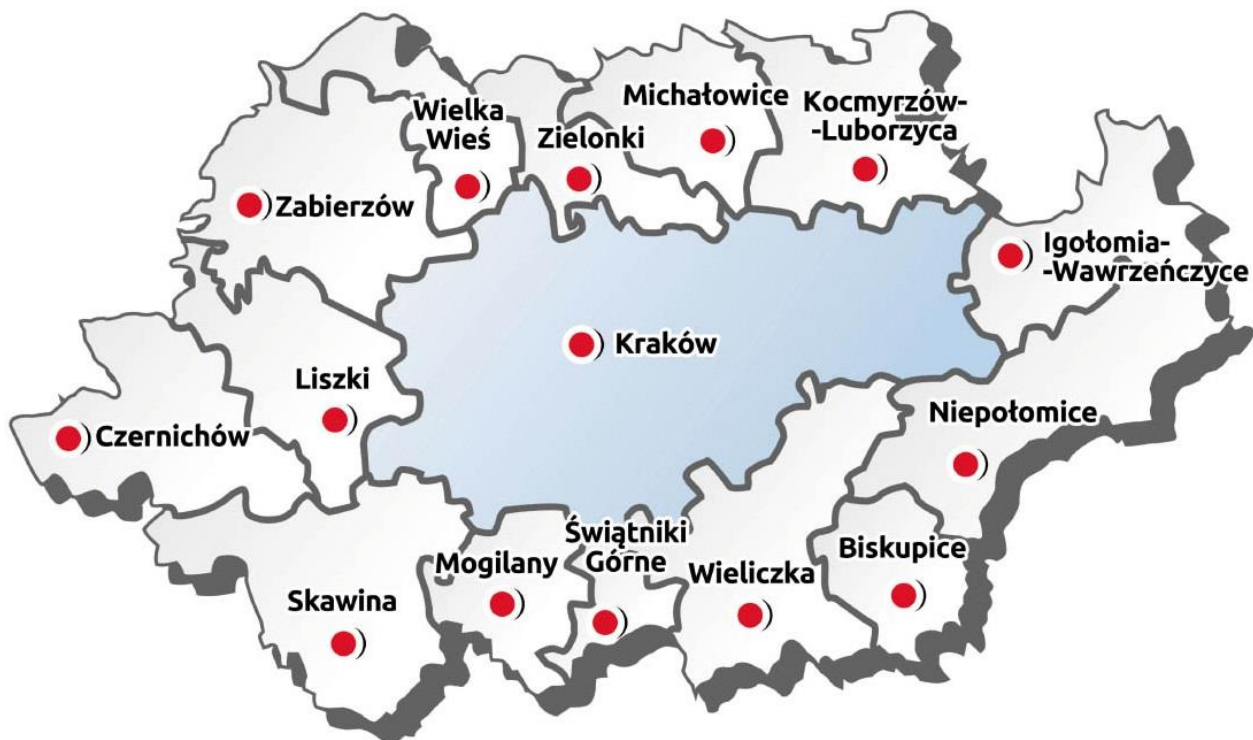 Michałowice
Kocmyrzów-
-Luborzyca
Wielka
Wieś
Zielonki
Zabierzów
Igołomia-
-Wawrzeńczyce
Kraków
Liszki
Niepołomice
Czernichów
Świątniki
Górne
Biskupice
Mogilany
Wieliczka
Skawina